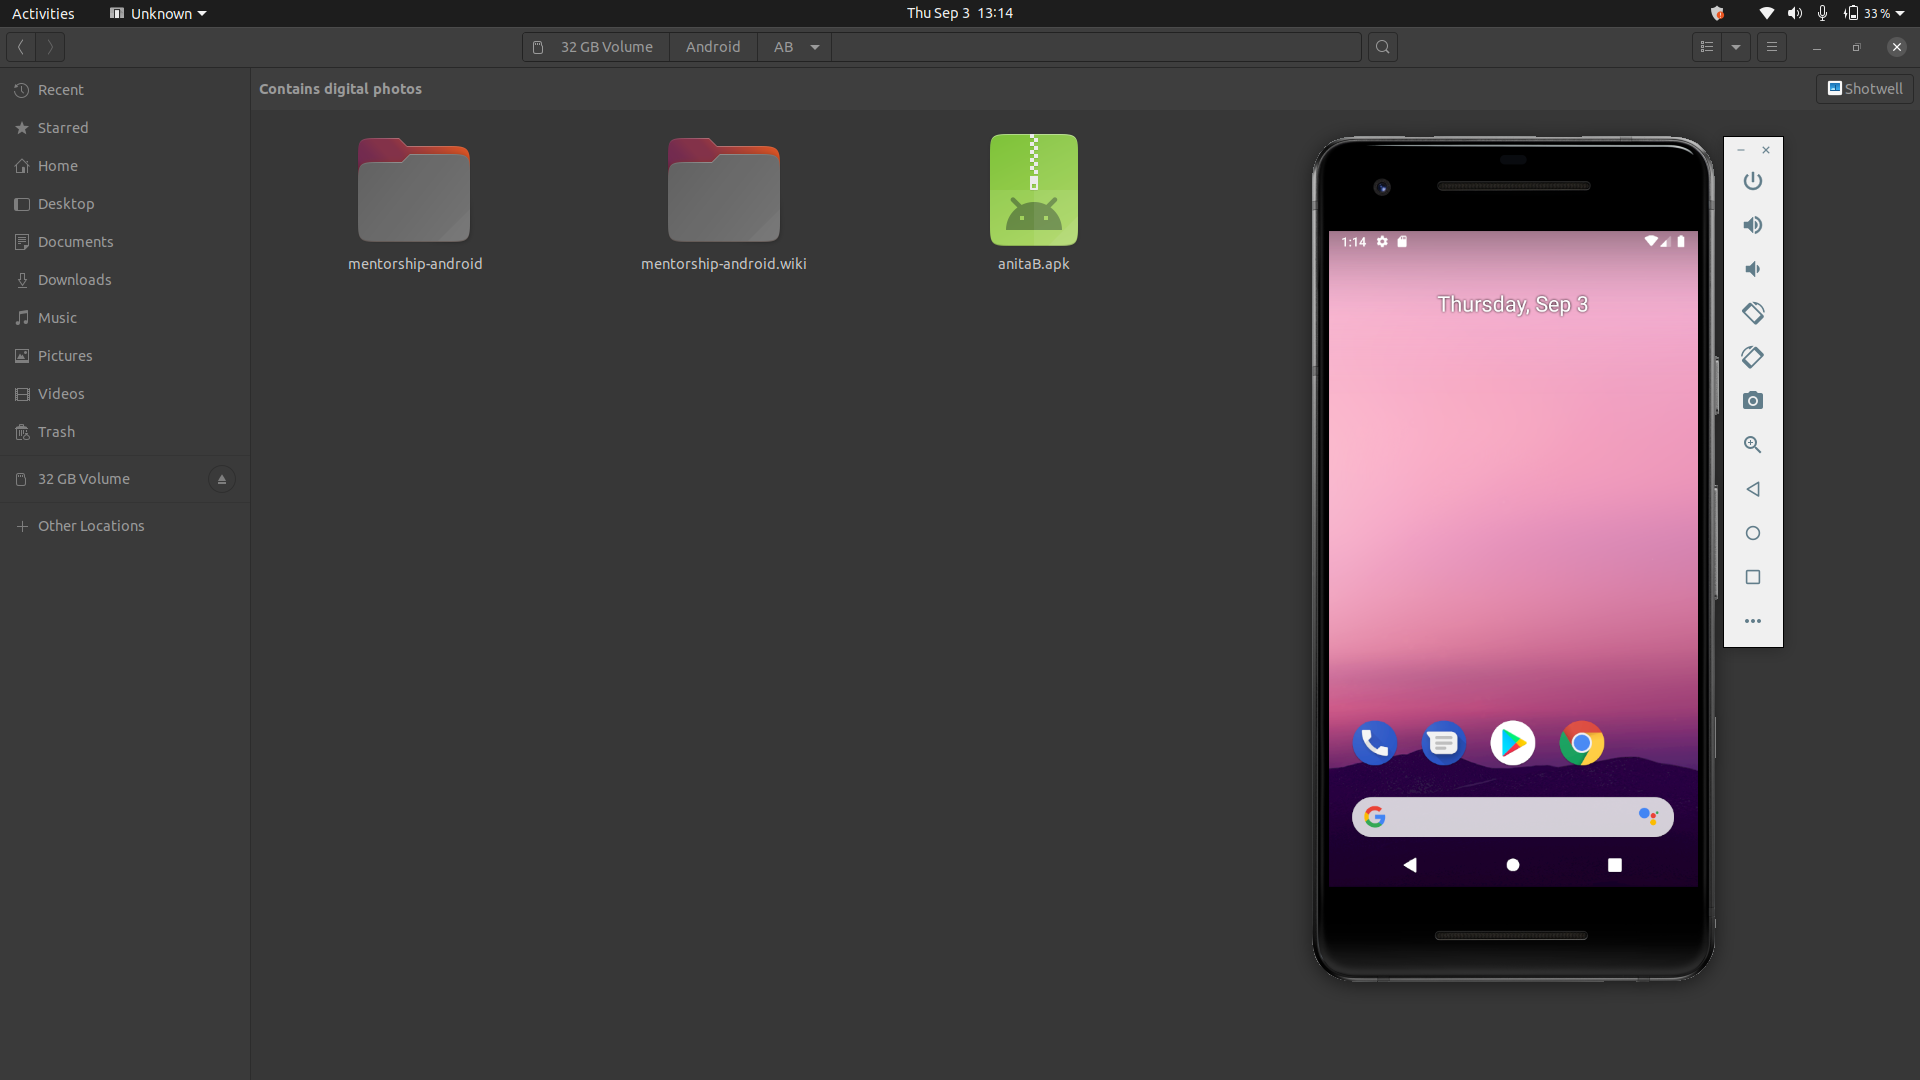 Activities
Unknown
Thu Sep 3 13:14
33 %
32 GB Volume
Android
AB
Recent
Starred
Home
Desktop
Documents
Downloads
Music
Pictures
Videos
Trash
32 GB Volume
Other Locations
Contains digital photos
Shotwell
mentorship-android
mentorship-android.wiki
anitaB.apk
1:14
Thursday, Sep 3